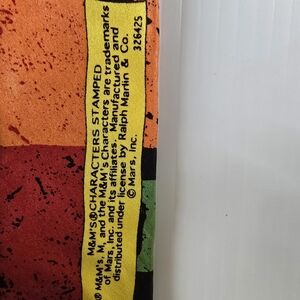 M&M'S® CHARACTERS STAMPED
® M&M's, M, and the M&M's Characters are trademarks
of Mars, Inc. and its affiliates. Manufactured and
distributed under license by Ralph Marlin & Co.
© Mars, Inc.
326425